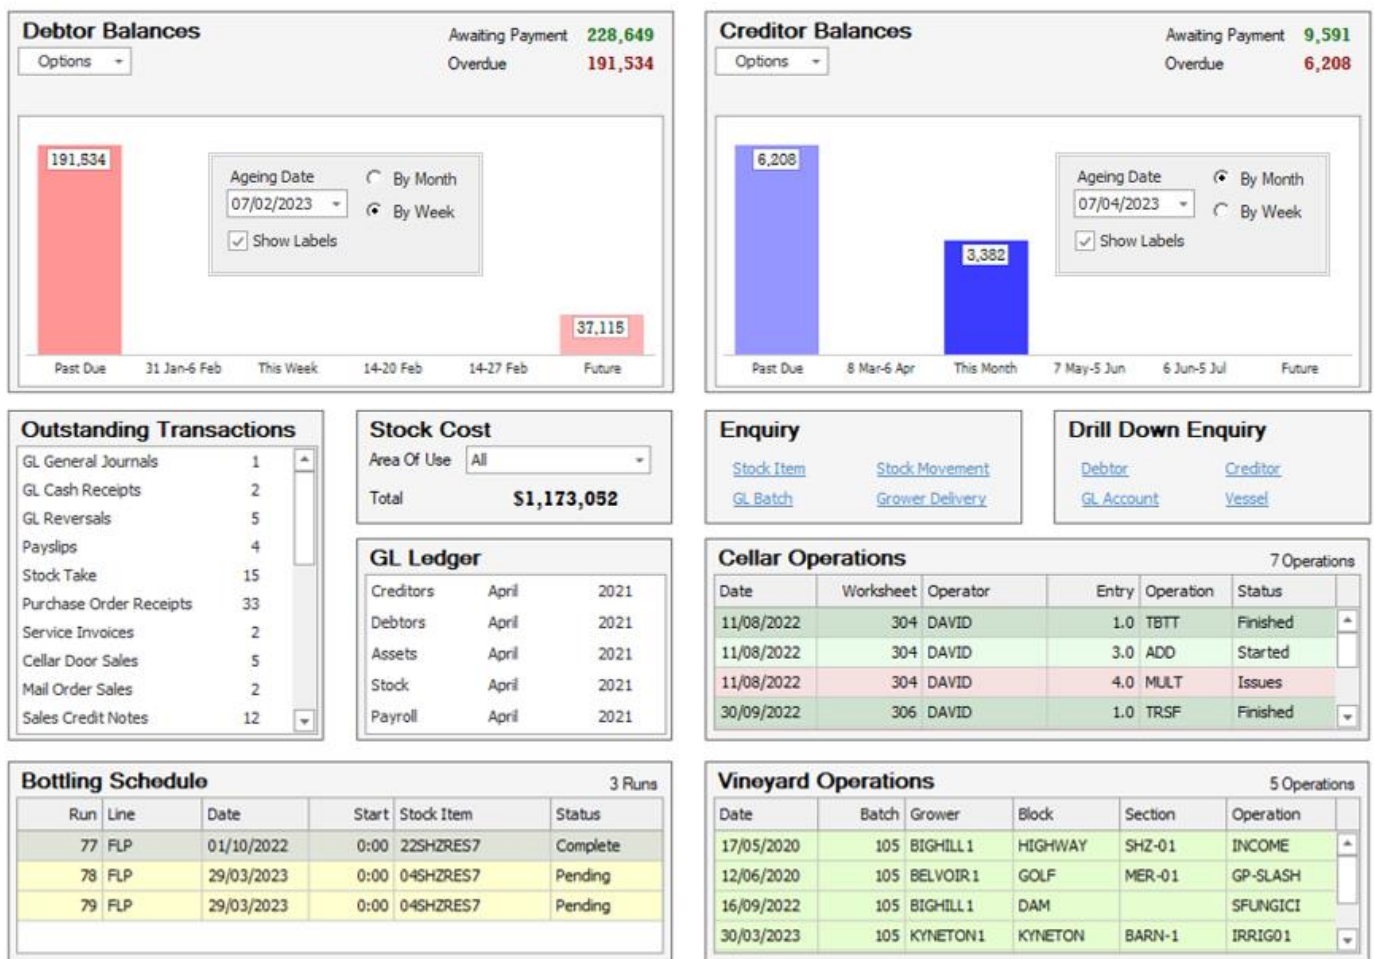 Debtor Balances
Awaiting Payment 228,649
Options
Overdue 191,534
191,534
Ageing Date
By Month
07/02/2023
By Week
Show Labels
37,115
Past Due 31 Jan-6 Feb This Week 14-20 Feb 14-27 Feb Future
Creditor Balances
Awaiting Payment 9,591
Options
Overdue 6,208
6,208
Ageing Date
By Month
07/04/2023
By Week
Show Labels
3,382
Past Due 8 Mar-6 Apr This Month 7 May-5 Jun 6 Jun-5 Jul Future
Outstanding Transactions
GL General Journals 1
GL Cash Receipts 2
GL Reversals 5
Payslips 4
Stock Take 15
Purchase Order Receipts 33
Service Invoices 2
Cellar Door Sales 5
Mail Order Sales 2
Sales Credit Notes 12
Stock Cost
Area Of Use All
Total $1,173,052
GL Ledger
Creditors April 2021
Debtors April 2021
Assets April 2021
Stock April 2021
Payroll April 2021
Enquiry
Stock Item Stock Movement
GL Batch Grower Delivery
Drill Down Enquiry
Debtor Creditor
GL Account Vessel
Cellar Operations 7 Operations
Date Worksheet Operator Entry Operation Status
11/08/2022 304 DAVID 1.0 TBTT Finished
11/08/2022 304 DAVID 3.0 ADD Started
11/08/2022 304 DAVID 4.0 MULT Issues
30/09/2022 306 DAVID 1.0 TRSF Finished
Bottling Schedule 3 Runs
Run Line Date Start Stock Item Status
77 FLP 01/10/2022 0:00 22SHZRES7 Complete
78 FLP 29/03/2023 0:00 04SHZRES7 Pending
79 FLP 29/03/2023 0:00 04SHZRES7 Pending
Vineyard Operations 5 Operations
Date Batch Grower Block Section Operation
17/05/2020 105 BIGHILL1 HIGHWAY SHZ-01 INCOME
12/06/2020 105 BELVOIR1 GOLF MER-01 GP-SLASH
16/09/2022 105 BIGHILL1 DAM SFUNGICI
30/03/2023 105 KYNETON1 KYNETON BARN-1 IRRIG01